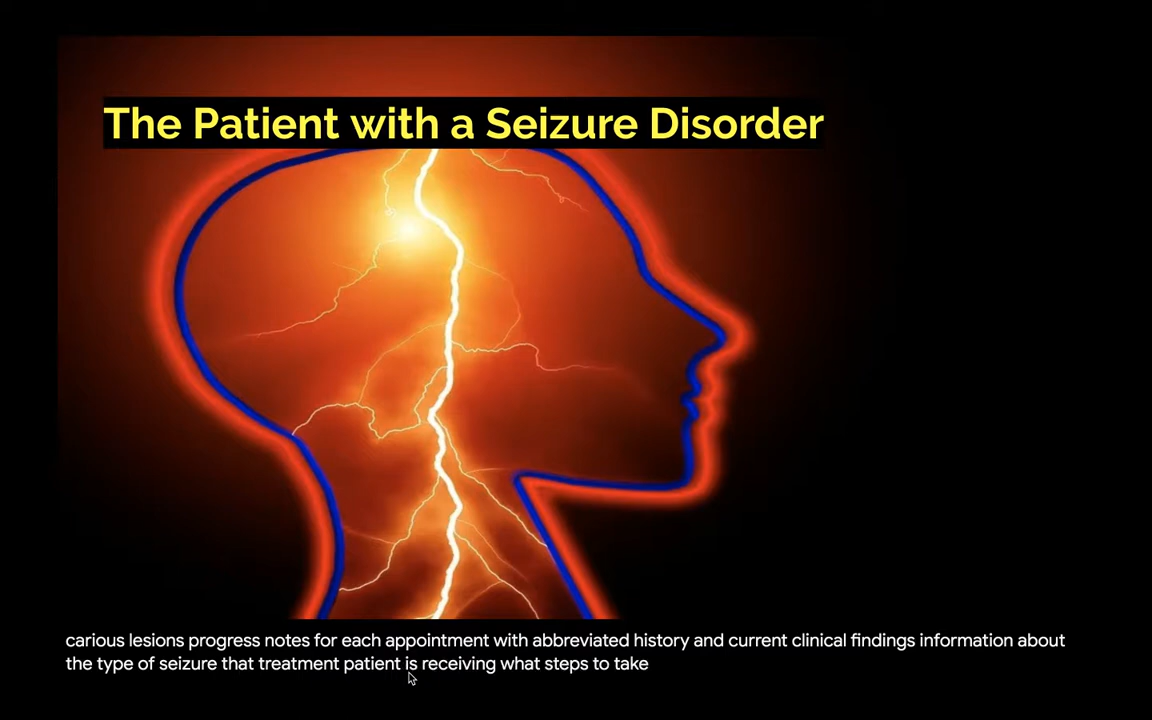 The Patient with a Seizure Disorder
carious lesions progress notes for each appointment with abbreviated history and current clinical findings information about
the type of seizure that treatment patient is receiving what steps to take